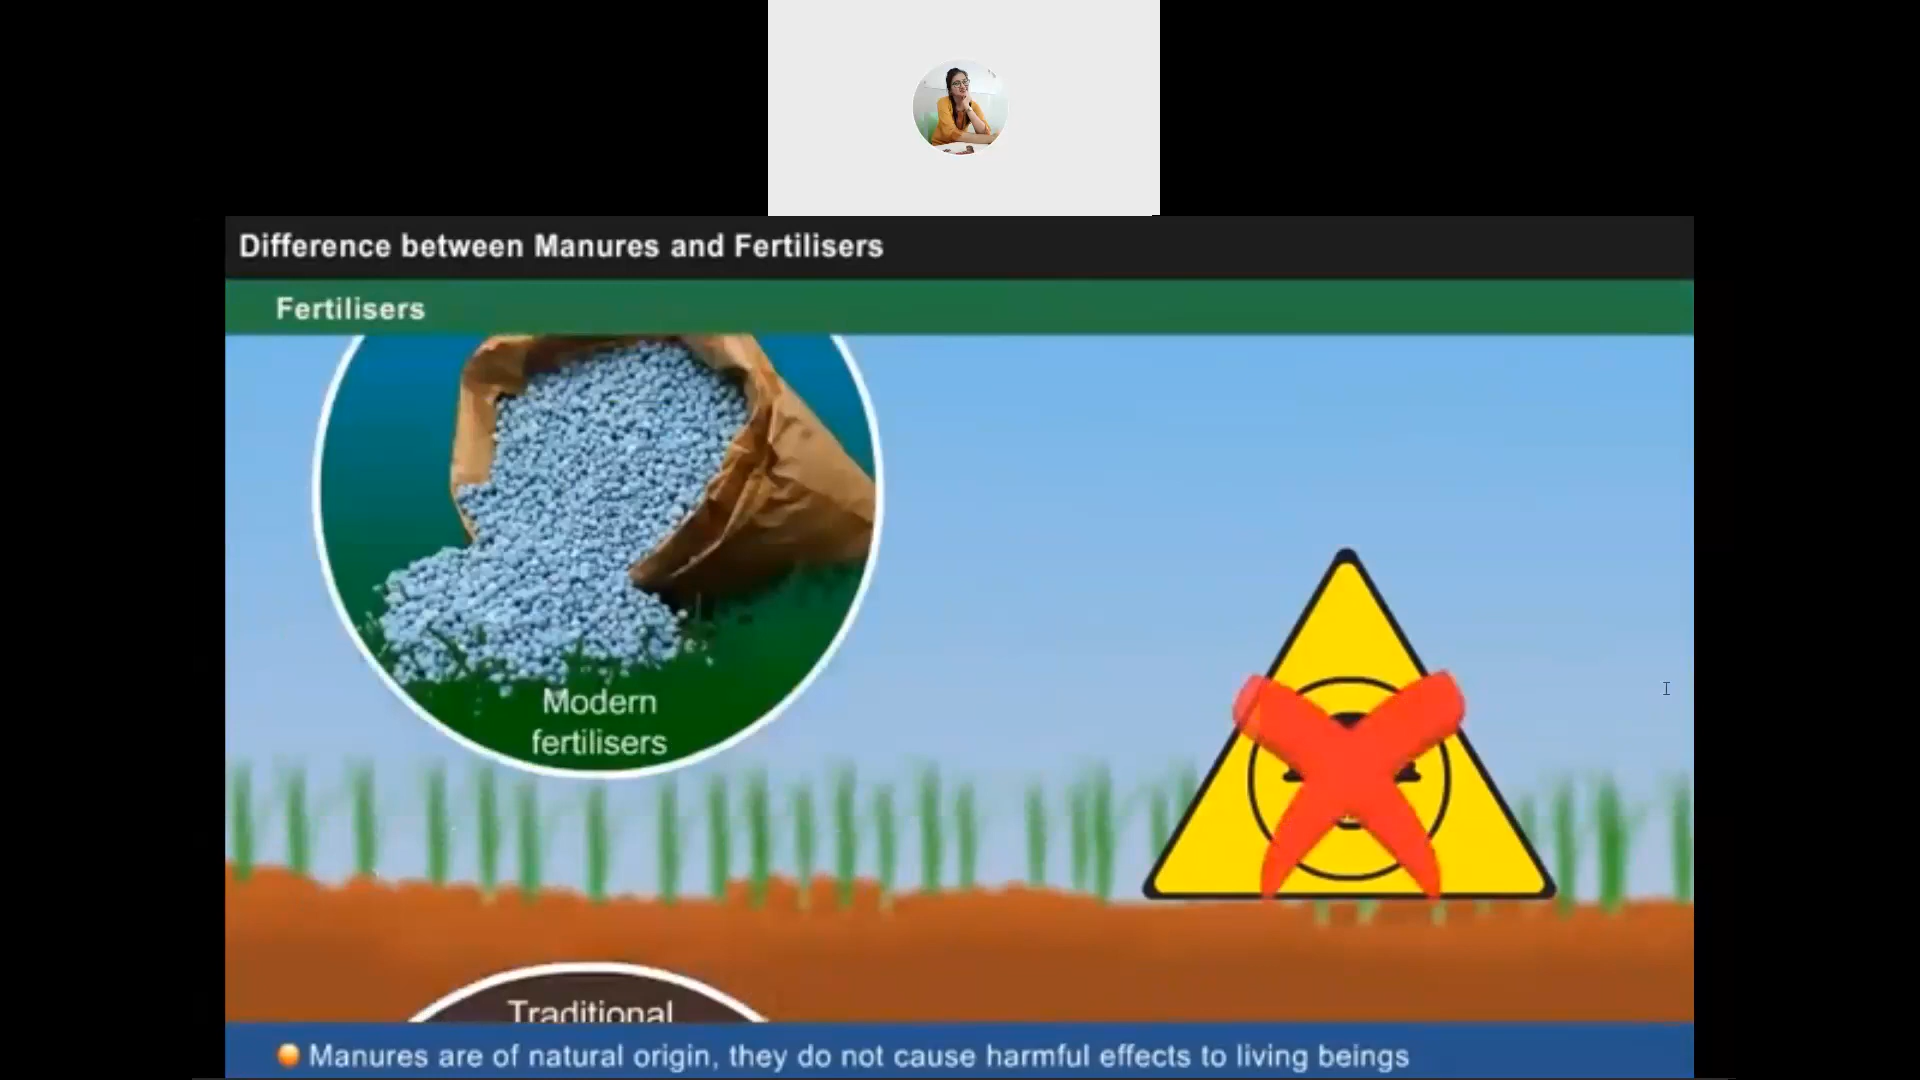 Difference between Manures and Fertilisers
Fertilisers
Modern
fertilisers
Traditional
Manures are of natural origin, they do not cause harmful effects to living beings